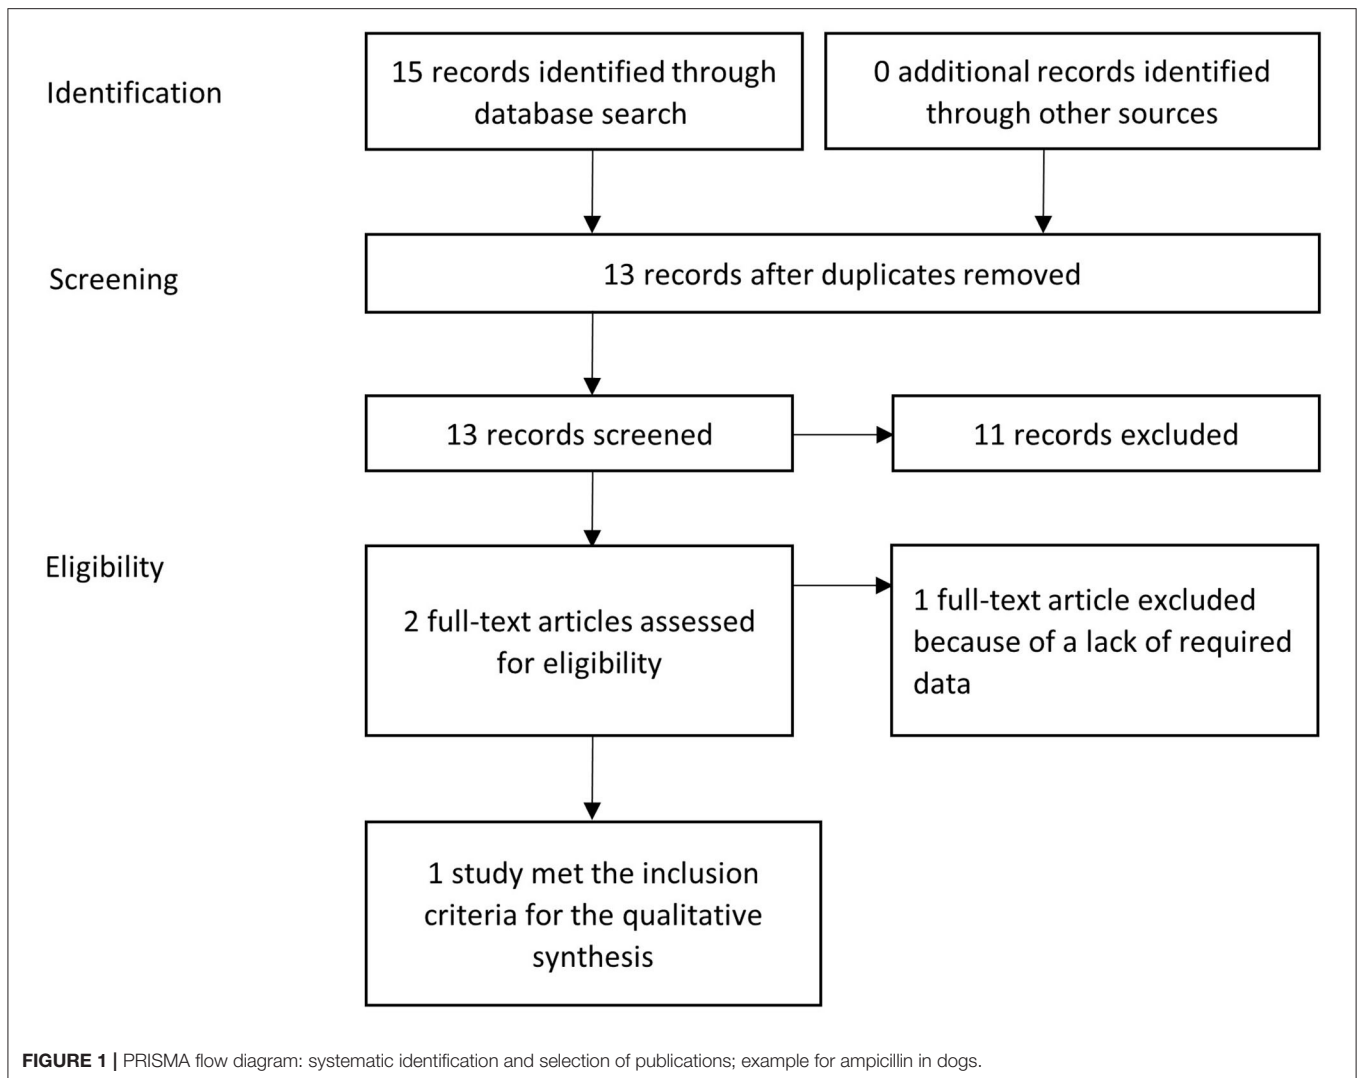 Identification
15 records identified through
database search
0 additional records identified
through other sources
Screening
13 records after duplicates removed
13 records screened
11 records excluded
Eligibility
2 full-text articles assessed
for eligibility
1 full-text article excluded
because of a lack of required
data
1 study met the inclusion
criteria for the qualitative
synthesis
FIGURE 1 | PRISMA flow diagram: systematic identification and selection of publications; example for ampicillin in dogs.